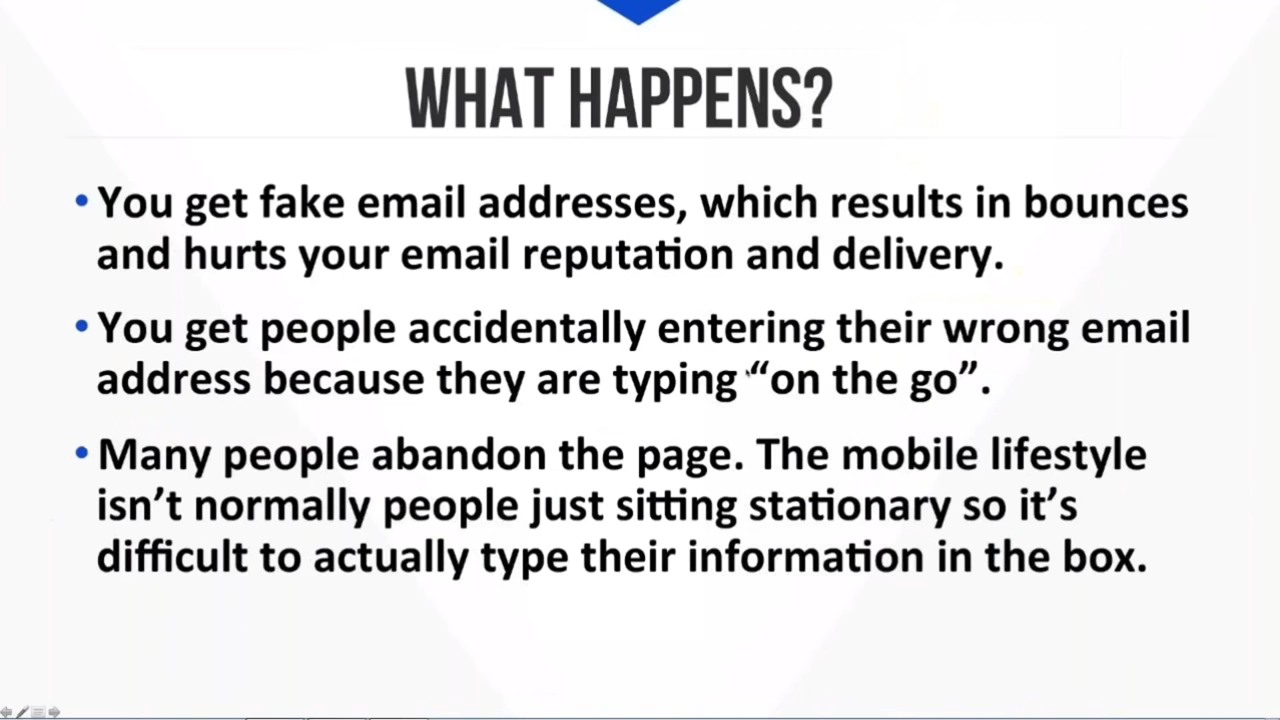 WHAT HAPPENS?
• You get fake email addresses, which results in bounces
and hurts your email reputation and delivery.
• You get people accidentally entering their wrong email
address because they are typing “on the go”.
• Many people abandon the page. The mobile lifestyle
isn’t normally people just sitting stationary so it’s
difficult to actually type their information in the box.